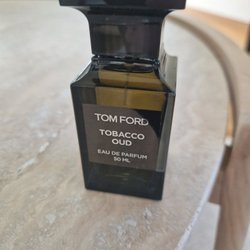 TOM FORD
TOBACCO
OUD
EAU DE PARFUM
50 ML